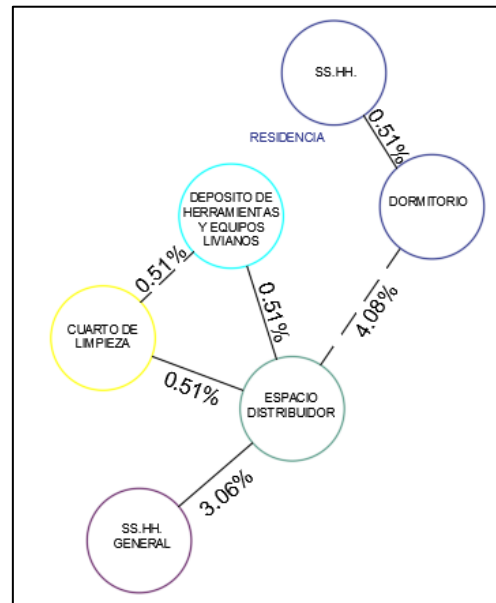 SS.HH.
0.51%
RESIDENCIA
DORMITORIO
DEPOSITO DE
HERRAMIENTAS
Y EQUIPOS
LIVIANOS
0.51%
0.51%
4.08%
CUARTO DE
LIMPIEZA
0.51%
ESPACIO
DISTRIBUIDOR
3.06%
SS.HH.
GENERAL